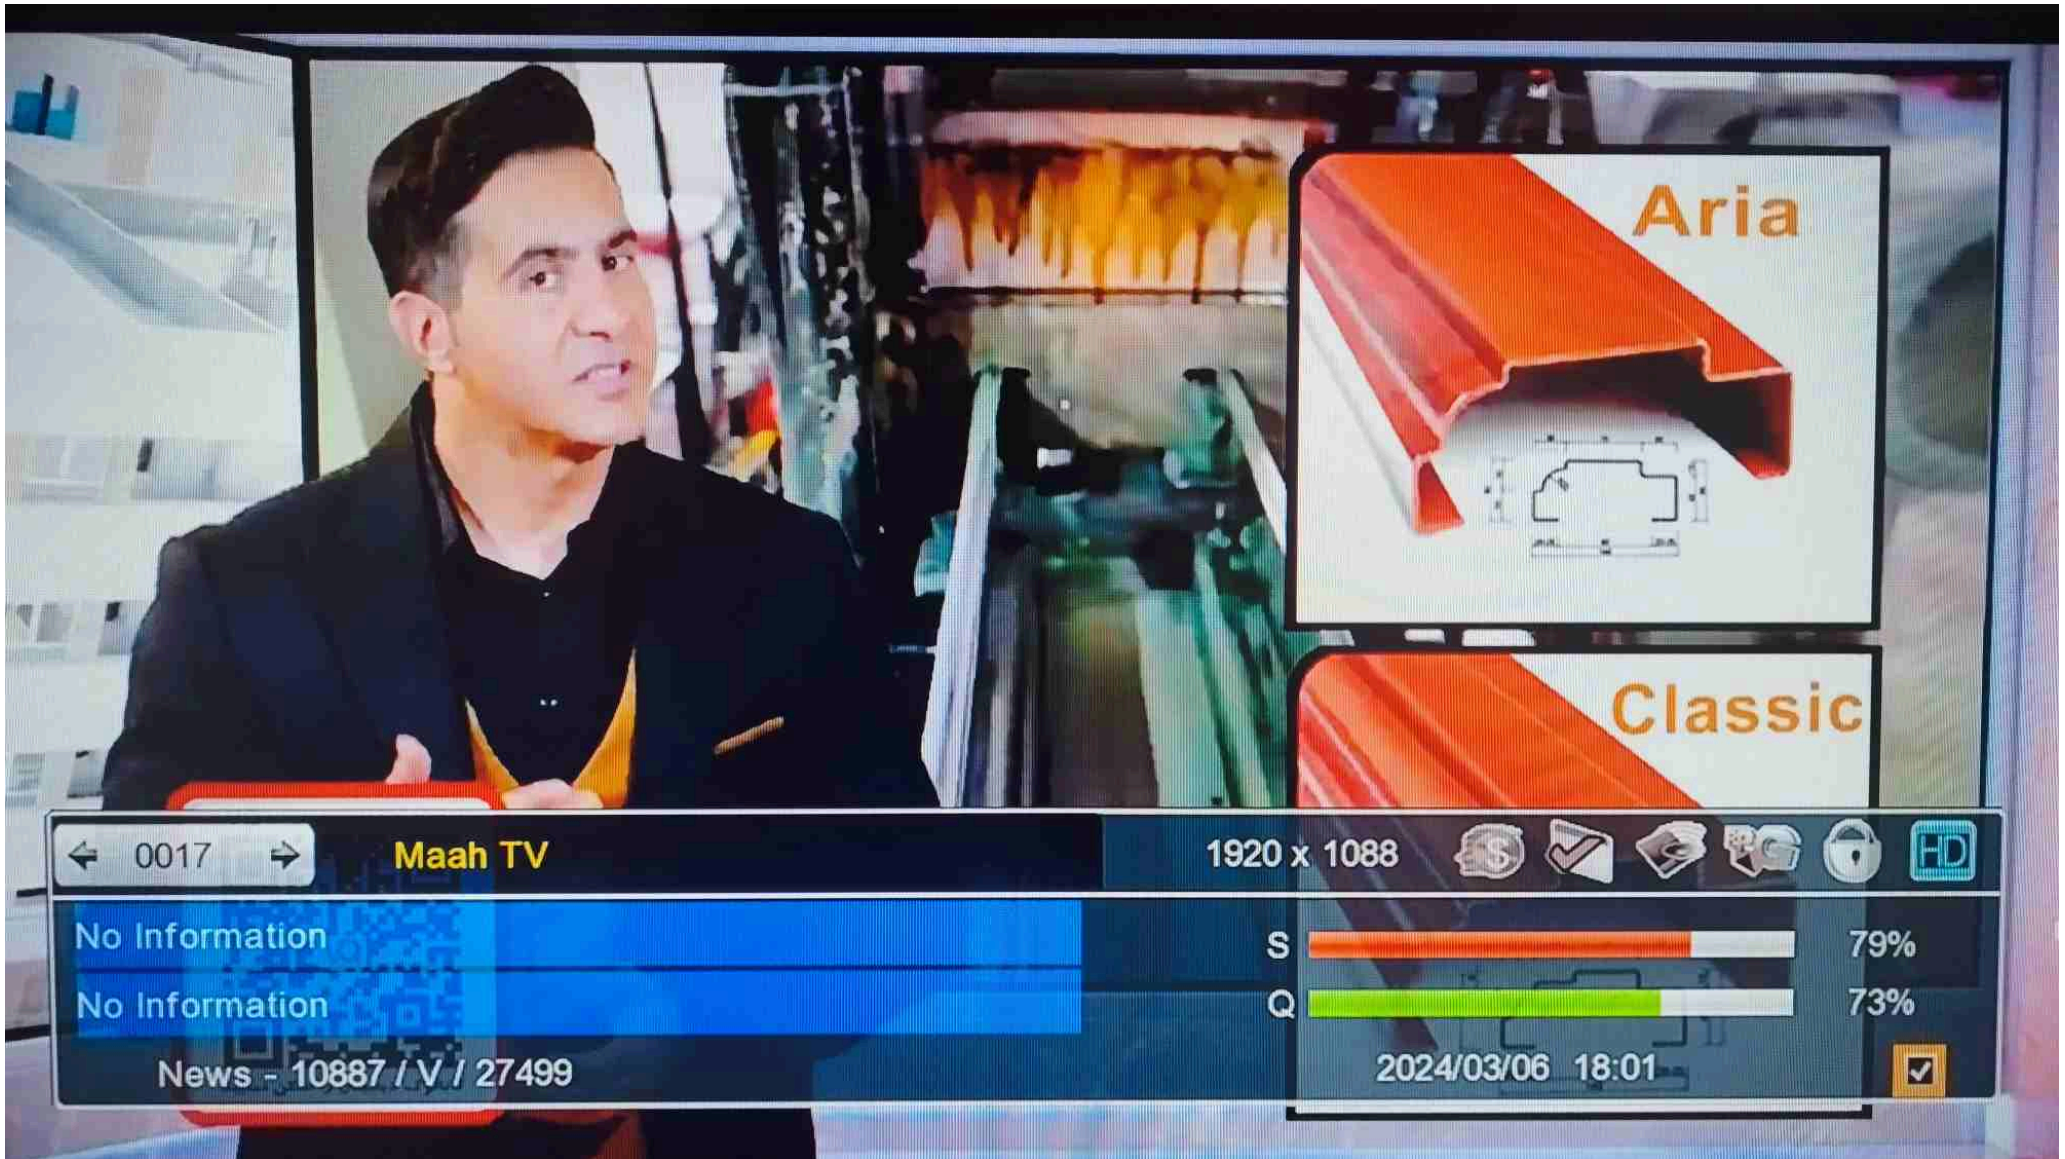 Aria
Classic
0017
Maah TV
1920 x 1088
HD
No Information
S
79%
No Information
Q
73%
News - 10887 / V / 27499
2024/03/06 18:01